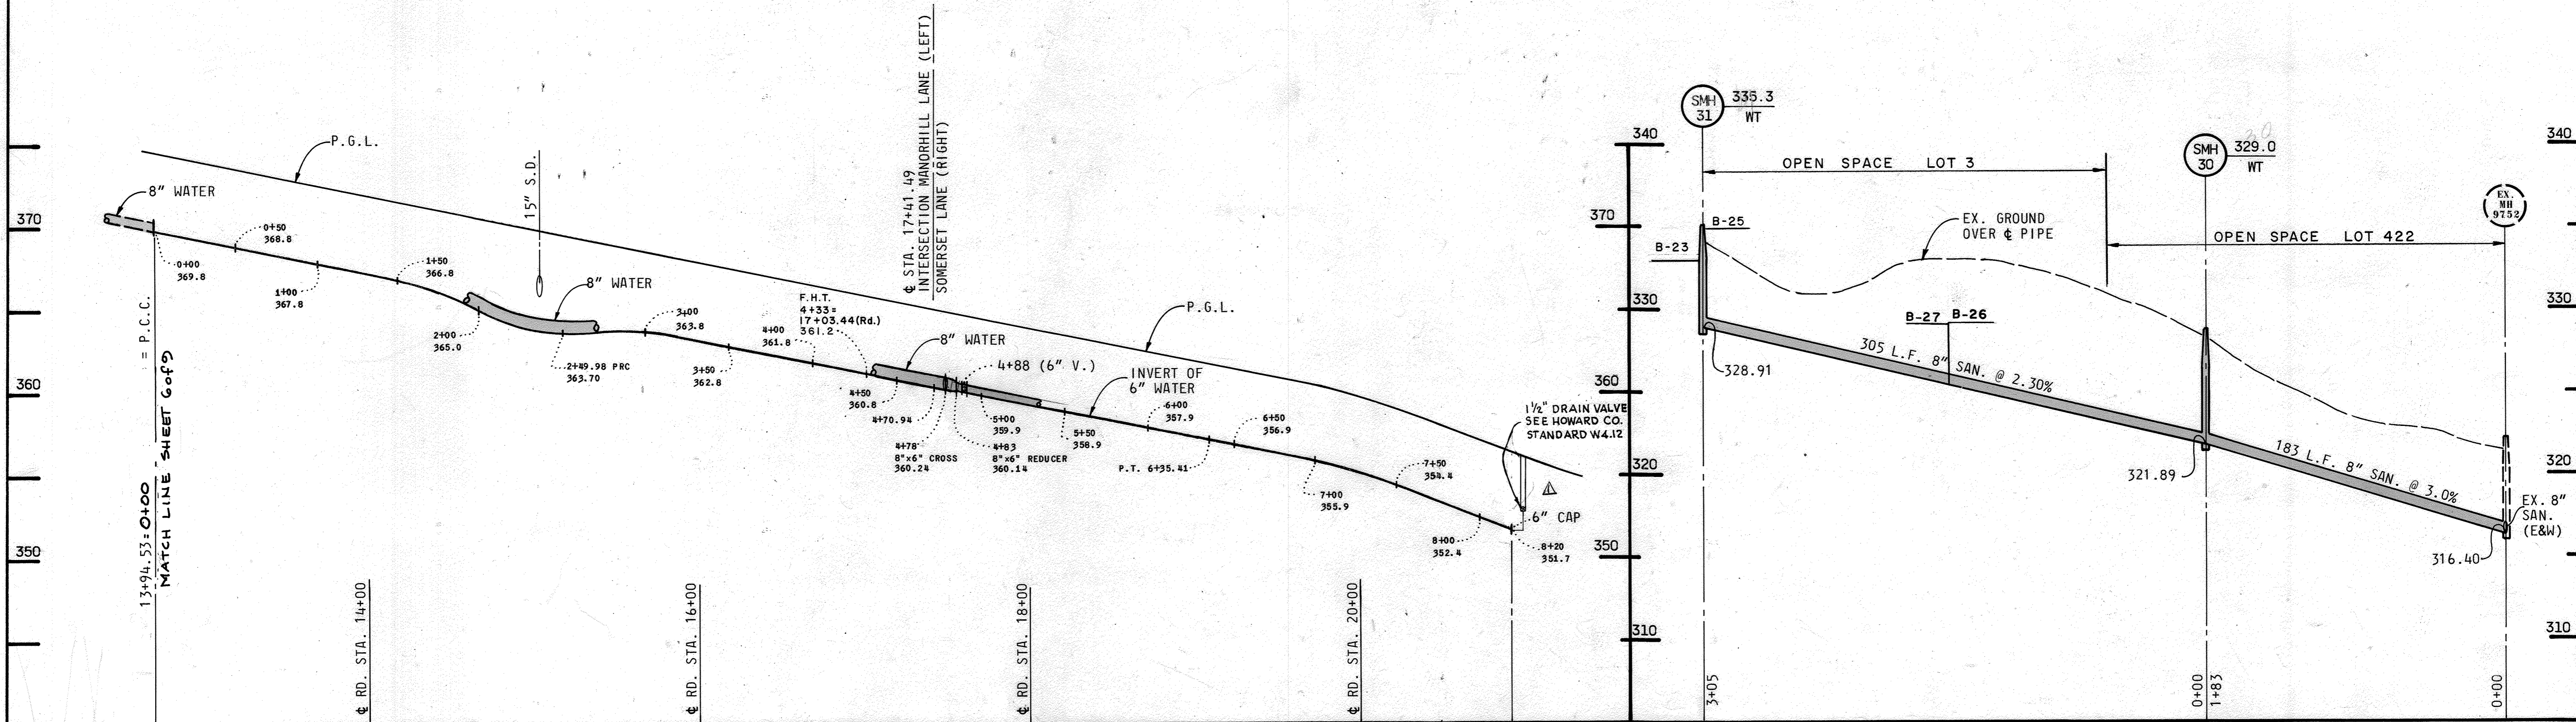 P.G.L.
8" WATER
370
360
350
0+00
369.8
0+50
368.8
1+00
367.8
1+50
366.8
15" S.D.
8" WATER
2+00
365.0
2+49.98 PRC
363.70
3+00
363.8
3+50
362.8
4+00
361.8
F.H.T.
4+33=
17+03.44(Rd.)
361.2
4+50
360.8
8" WATER
4+70.94
4+78
8"x6" CROSS
360.24
4+83
8"x6" REDUCER
360.14
4+88 (6" V.)
5+00
359.9
5+50
358.9
INVERT OF
6" WATER
P.G.L.
6+00
357.9
P.T. 6+35.41
6+50
356.9
7+00
355.9
7+50
354.4
8+00
352.4
8+20
351.7
6" CAP
1½" DRAIN VALVE
SEE HOWARD CO.
STANDARD W4.12
1
13+94.53=0+00 = P.C.C.
MATCH LINE SHEET 6 of 9
℄ STA. 17+41.49
INTERSECTION MANORHILL LANE (LEFT)
SOMERSET LANE (RIGHT)
℄ RD. STA. 14+00
℄ RD. STA. 16+00
℄ RD. STA. 18+00
℄ RD. STA. 20+00
340
370
330
360
320
350
310
SMH
31
335.3
WT
OPEN SPACE LOT 3
B-25
B-23
EX. GROUND
OVER ℄ PIPE
B-27
B-26
328.91
305 L.F. 8" SAN. @ 2.30%
SMH
30
329.0
WT
30
OPEN SPACE LOT 422
321.89
183 L.F. 8" SAN. @ 3.0%
EX.
MH
9752
EX. 8"
SAN.
(E&W)
316.40
3+05
0+00
1+83
0+00
340
330
320
310